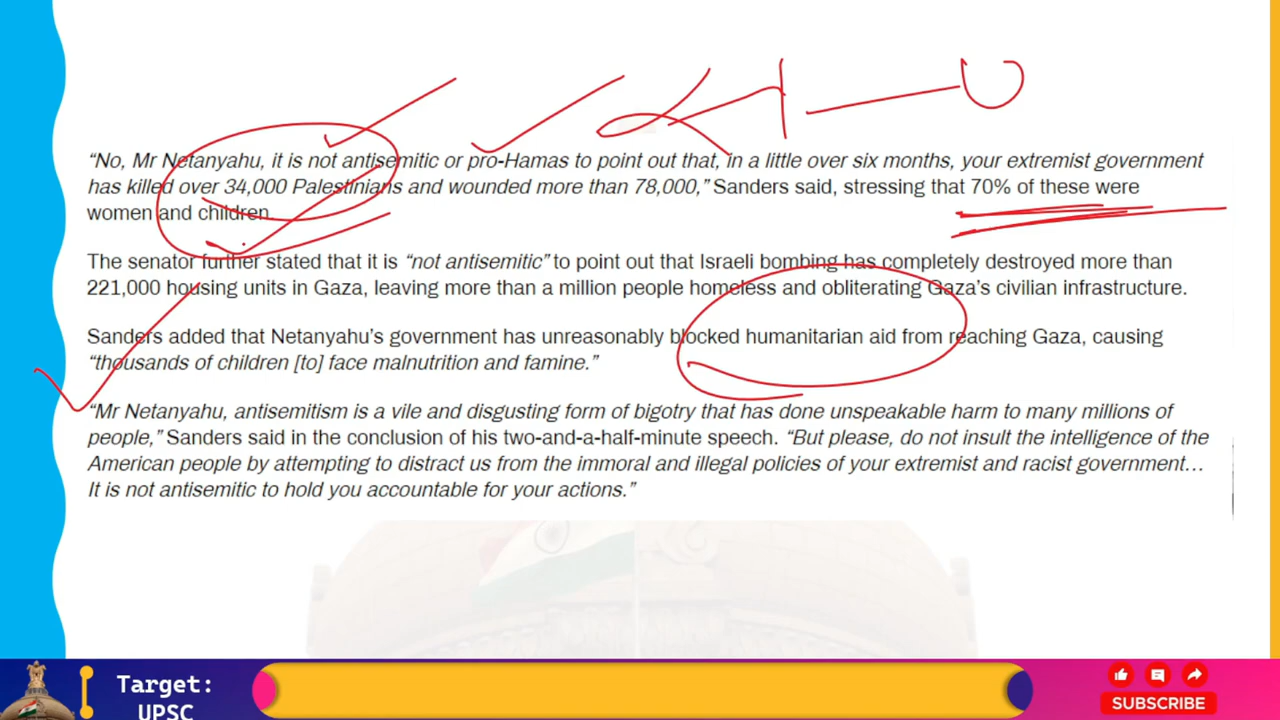 “No, Mr Netanyahu, it is not antisemitic or pro-Hamas to point out that, in a little over six months, your extremist government
has killed over 34,000 Palestinians and wounded more than 78,000,” Sanders said, stressing that 70% of these were
women and children.
The senator further stated that it is “not antisemitic” to point out that Israeli bombing has completely destroyed more than
221,000 housing units in Gaza, leaving more than a million people homeless and obliterating Gaza’s civilian infrastructure.
Sanders added that Netanyahu’s government has unreasonably blocked humanitarian aid from reaching Gaza, causing
“thousands of children [to] face malnutrition and famine.”
“Mr Netanyahu, antisemitism is a vile and disgusting form of bigotry that has done unspeakable harm to many millions of
people,” Sanders said in the conclusion of his two-and-a-half-minute speech. “But please, do not insult the intelligence of the
American people by attempting to distract us from the immoral and illegal policies of your extremist and racist government…
It is not antisemitic to hold you accountable for your actions.”
Target:
UPSC
SUBSCRIBE